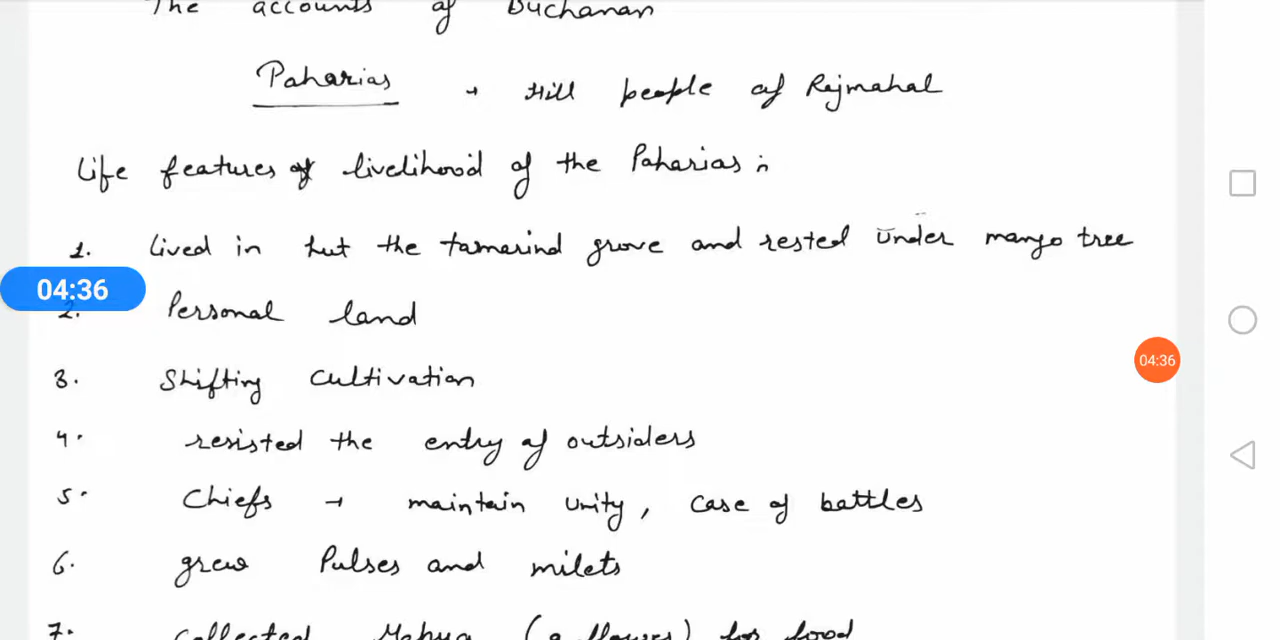 The accounts of Buchanan
Paharias → Hill people of Rajmahal
Life features of livelihood of the Paharias :
1. lived in hut the tamarind grove and rested under mango tree
04:36
2. Personal land
04:36
3. Shifting cultivation
4. resisted the entry of outsiders
5. Chiefs → maintain unity, case of battles
6. grew Pulses and milets
7. Collected Mahua (a flower) for food